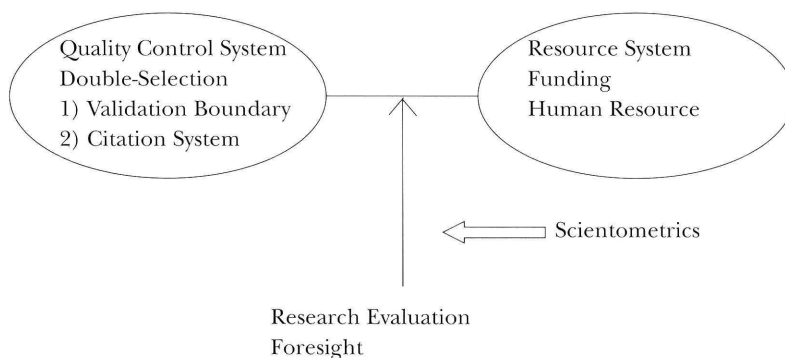 Quality Control System
Double-Selection
1) Validation Boundary
2) Citation System
Resource System
Funding
Human Resource
Scientometrics
Research Evaluation
Foresight